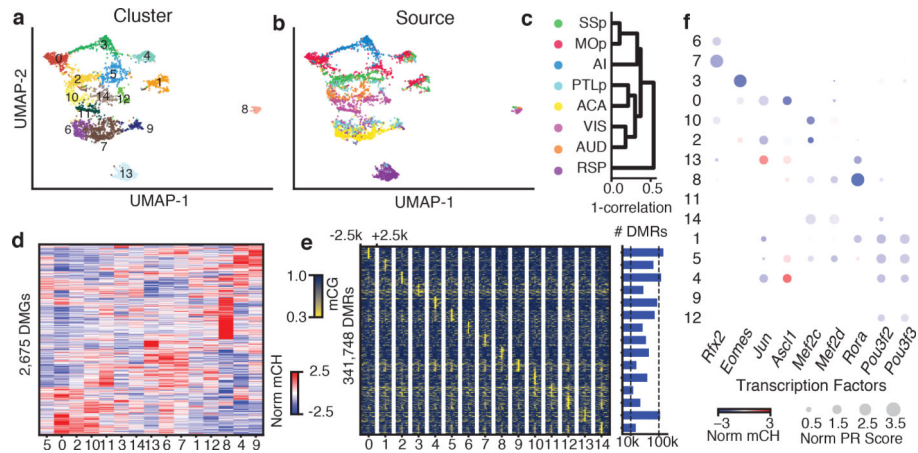 a Cluster
0 3 4
2 5 1
10 14 12
11
6 7 9
8
13
UMAP-2
UMAP-1
b Source
UMAP-1
c
SSp
MOp
AI
PTLp
ACA
VIS
AUD
RSP
0.0 0.5
1-correlation
d
2,675 DMGs
5 0 2 10 11 3 14 13 6 7 1 12 8 4 9
1.0
0.3
mCG
2.5
-2.5
Norm mCH
e
-2.5k +2.5k
341,748 DMRs
0 1 2 3 4 5 6 7 8 9 10 11 12 13 14
# DMRs
10k 100k
f
6
7
3
0
10
2
13
8
11
14
1
5
4
9
12
Rfx2 Eomes Jun Ascl1 Mef2c Mef2d Rora Pou3f2 Pou3f3
Transcription Factors
-3 3
Norm mCH
0.5 1.5 2.5 3.5
Norm PR Score